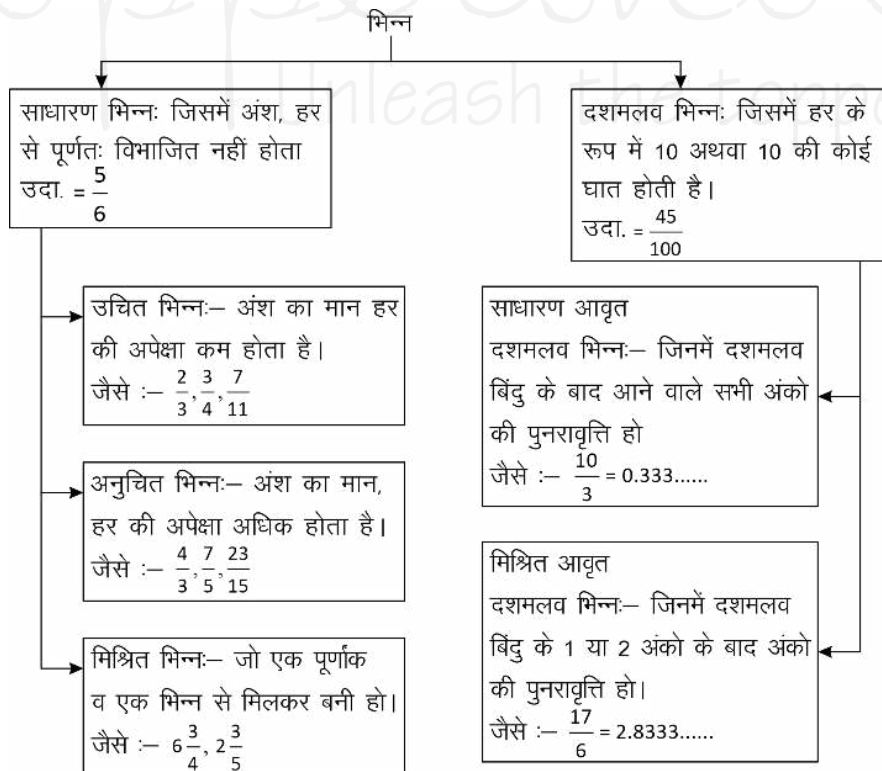 भिन्न
साधारण भिन्नः जिसमें अंश, हर
से पूर्णतः विभाजित नहीं होता
उदा. = 5/6
उचित भिन्नः– अंश का मान हर
की अपेक्षा कम होता है।
जैसे :– 2/3, 3/4, 7/11
अनुचित भिन्नः– अंश का मान,
हर की अपेक्षा अधिक होता है।
जैसे :– 4/3, 7/5, 23/15
मिश्रित भिन्नः– जो एक पूर्णांक
व एक भिन्न से मिलकर बनी हो।
जैसे :– 6 3/4, 2 3/5
दशमलव भिन्नः जिसमें हर के
रूप में 10 अथवा 10 की कोई
घात होती है।
उदा. = 45/100
साधारण आवृत
दशमलव भिन्नः– जिनमें दशमलव
बिंदु के बाद आने वाले सभी अंको
की पुनरावृत्ति हो
जैसे :– 10/3 = 0.333......
मिश्रित आवृत
दशमलव भिन्नः– जिनमें दशमलव
बिंदु के 1 या 2 अंको के बाद अंको
की पुनरावृत्ति हो।
जैसे :– 17/6 = 2.8333......
Unleash the